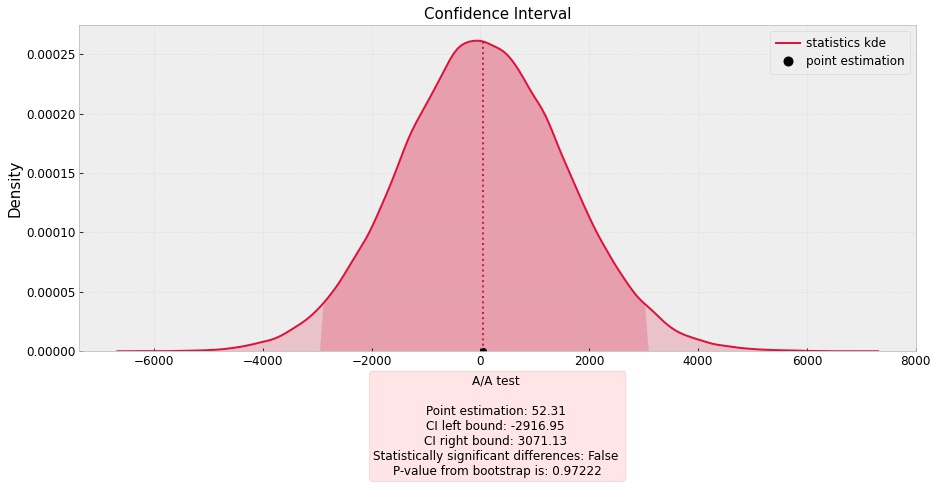 Confidence Interval
statistics kde
point estimation
0.00025
0.00020
0.00015
0.00010
0.00005
0.00000
Density
−6000 −4000 −2000 0 2000 4000 6000 8000
A/A test
Point estimation: 52.31
CI left bound: -2916.95
CI right bound: 3071.13
Statistically significant differences: False
P-value from bootstrap is: 0.97222